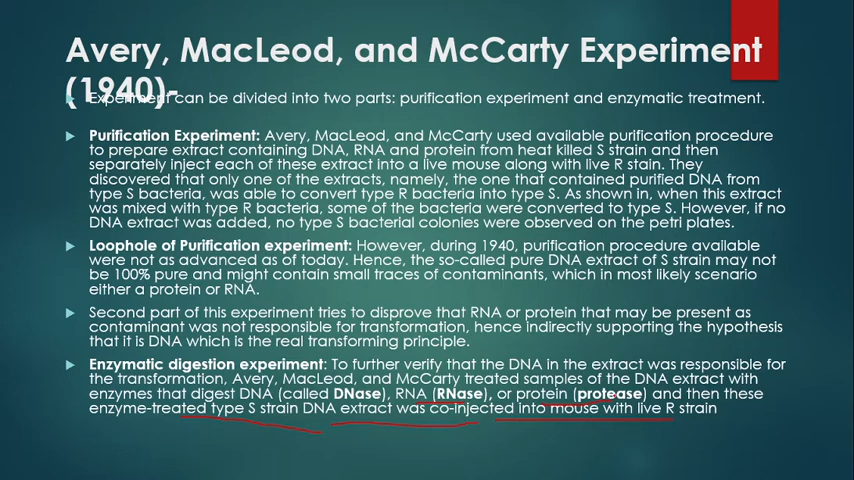 Avery, MacLeod, and McCarty Experiment
(1940)-
Experiment can be divided into two parts: purification experiment and enzymatic treatment.
Purification Experiment: Avery, MacLeod, and McCarty used available purification procedure
to prepare extract containing DNA, RNA and protein from heat killed S strain and then
separately inject each of these extract into a live mouse along with live R stain. They
discovered that only one of the extracts, namely, the one that contained purified DNA from
type S bacteria, was able to convert type R bacteria into type S. As shown in, when this extract
was mixed with type R bacteria, some of the bacteria were converted to type S. However, if no
DNA extract was added, no type S bacterial colonies were observed on the petri plates.
Loophole of Purification experiment: However, during 1940, purification procedure available
were not as advanced as of today. Hence, the so-called pure DNA extract of S strain may not
be 100% pure and might contain small traces of contaminants, which in most likely scenario
either a protein or RNA.
Second part of this experiment tries to disprove that RNA or protein that may be present as
contaminant was not responsible for transformation, hence indirectly supporting the hypothesis
that it is DNA which is the real transforming principle.
Enzymatic digestion experiment: To further verify that the DNA in the extract was responsible for
the transformation, Avery, MacLeod, and McCarty treated samples of the DNA extract with
enzymes that digest DNA (called DNase), RNA (RNase), or protein (protease) and then these
enzyme-treated type S strain DNA extract was co-injected into mouse with live R strain